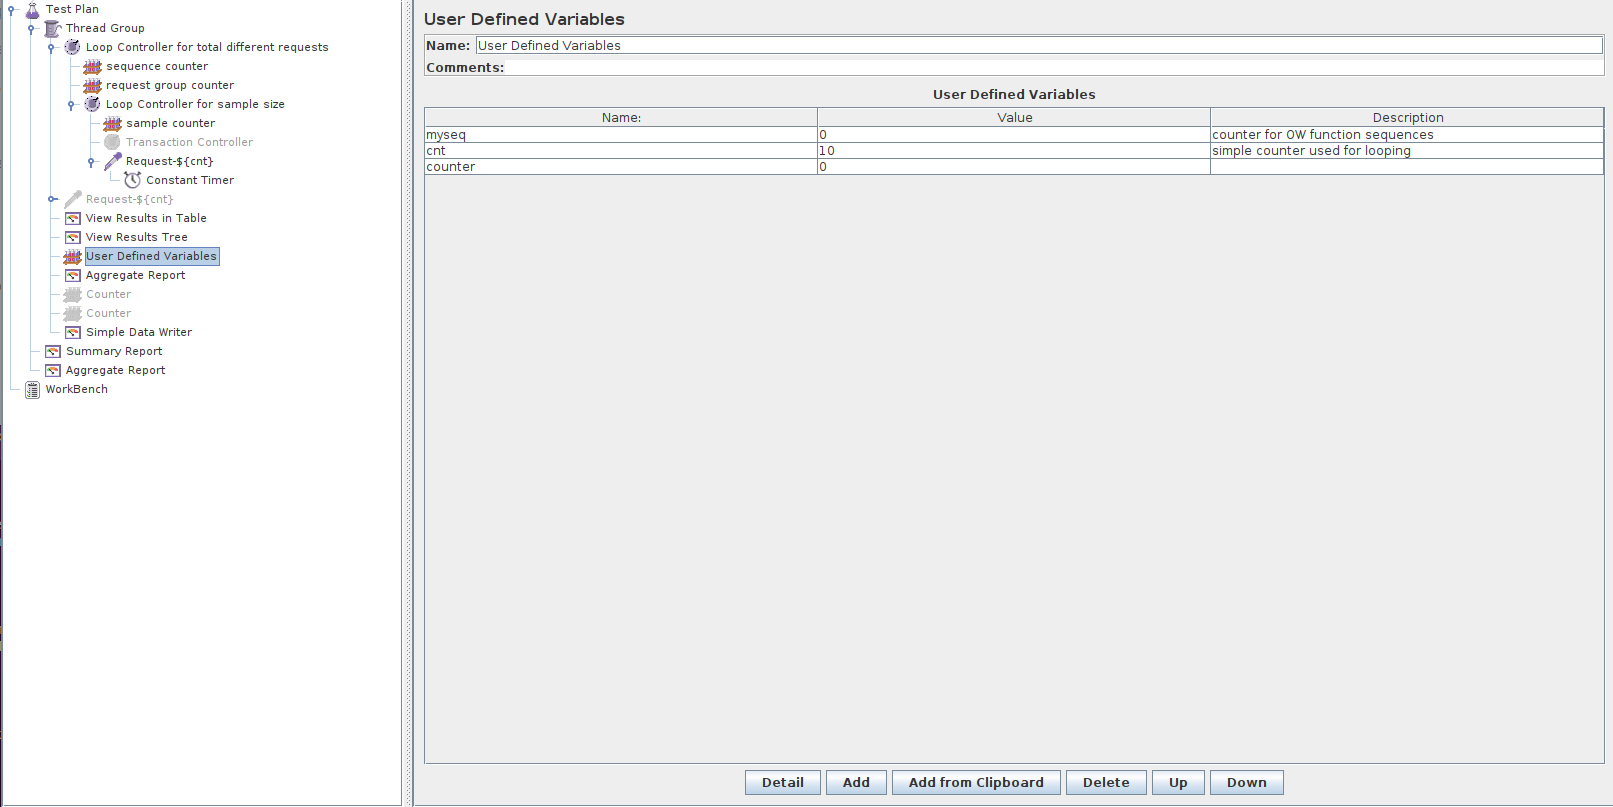 Test Plan
Thread Group
Loop Controller for total different requests
sequence counter
request group counter
Loop Controller for sample size
sample counter
Transaction Controller
Request-${cnt}
Constant Timer
Request-${cnt}
View Results in Table
View Results Tree
User Defined Variables
Aggregate Report
Counter
Counter
Simple Data Writer
Summary Report
Aggregate Report
WorkBench
User Defined Variables
Name: User Defined Variables
Comments:
User Defined Variables
Name: Value Description
myseq 0 counter for OW function sequences
cnt 10 simple counter used for looping
counter 0
Detail Add Add from Clipboard Delete Up Down